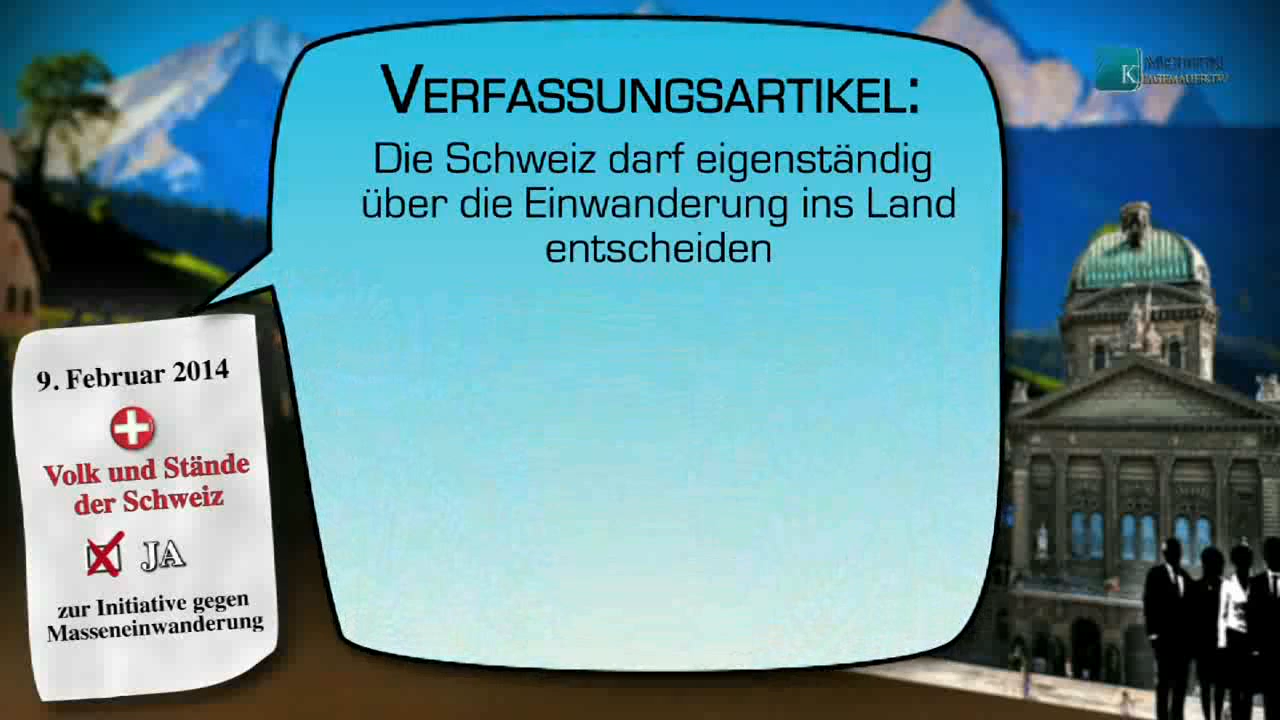 VERFASSUNGSARTIKEL:
Die Schweiz darf eigenständig
über die Einwanderung ins Land
entscheiden
9. Februar 2014
Volk und Stände
der Schweiz
JA
zur Initiative gegen
Masseneinwanderung
K